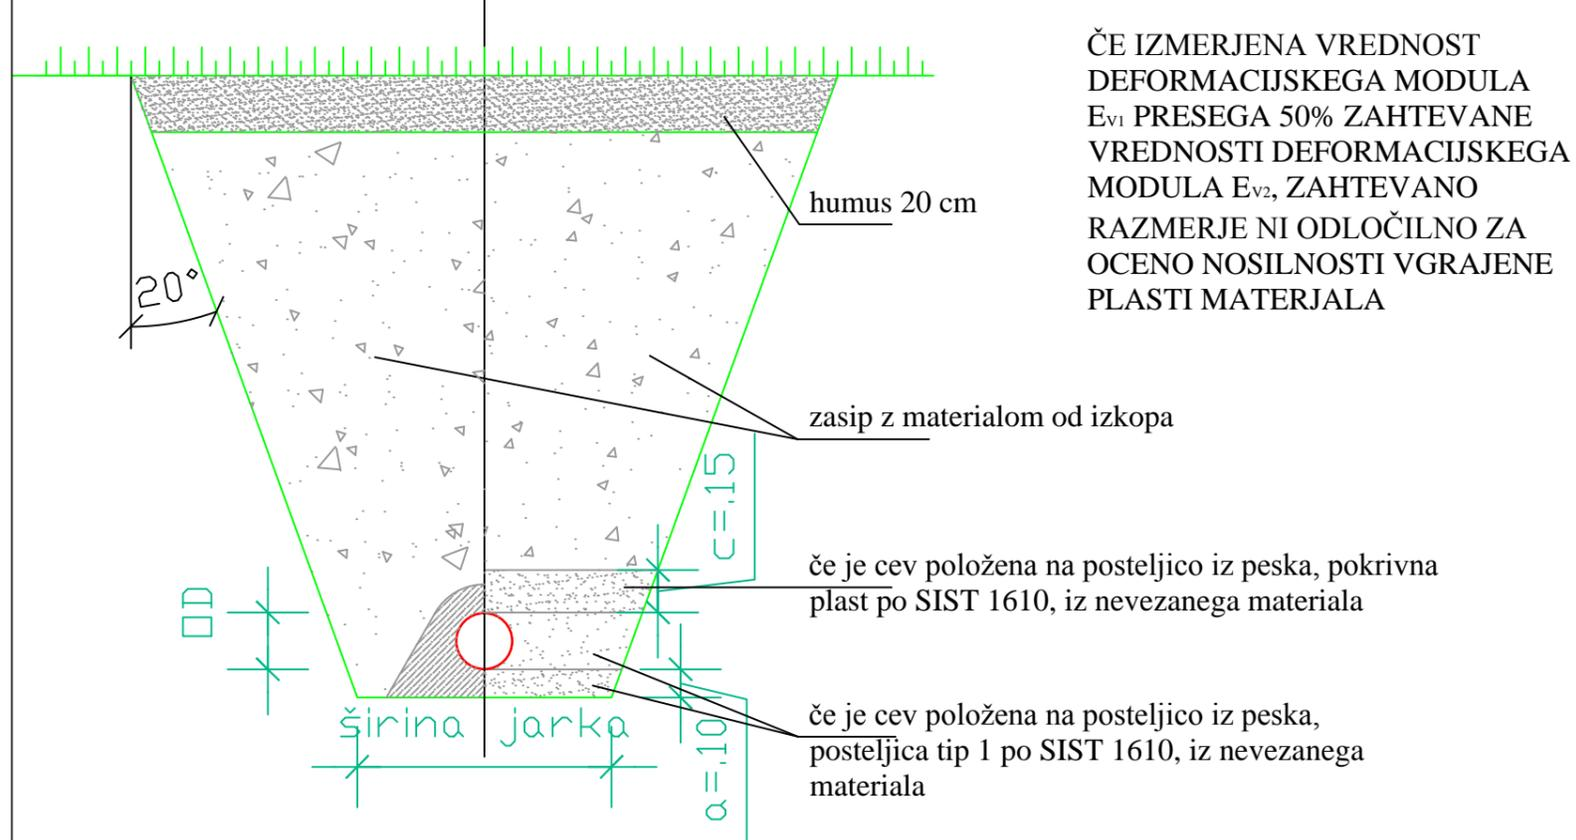 ČE IZMERJENA VREDNOST
DEFORMACIJSKEGA MODULA
Ev1 PRESEGA 50% ZAHTEVANE
VREDNOSTI DEFORMACIJSKEGA
MODULA Ev2, ZAHTEVANO
RAZMERJE NI ODLOČILNO ZA
OCENO NOSILNOSTI VGRAJENE
PLASTI MATERJALA
humus 20 cm
20°
zasip z materialom od izkopa
c=.15
če je cev položena na posteljico iz peska, pokrivna
plast po SIST 1610, iz nevezanega materiala
OD
širina jarka
a=.10
če je cev položena na posteljico iz peska,
posteljica tip 1 po SIST 1610, iz nevezanega
materiala